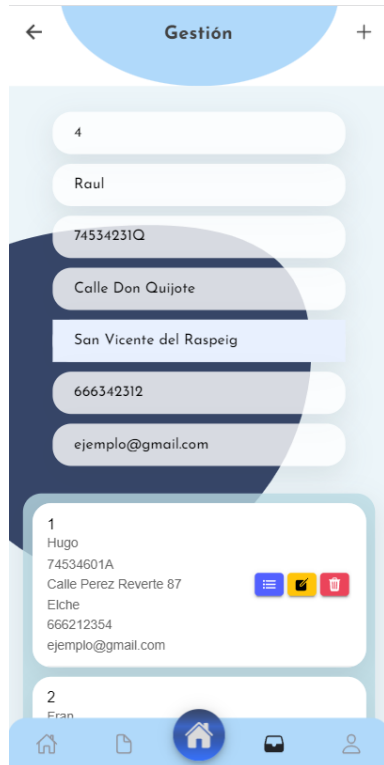 Gestión
4
Raul
74534231Q
Calle Don Quijote
San Vicente del Raspeig
666342312
ejemplo@gmail.com
1
Hugo
74534601A
Calle Perez Reverte 87
Elche
666212354
ejemplo@gmail.com
2
Fran